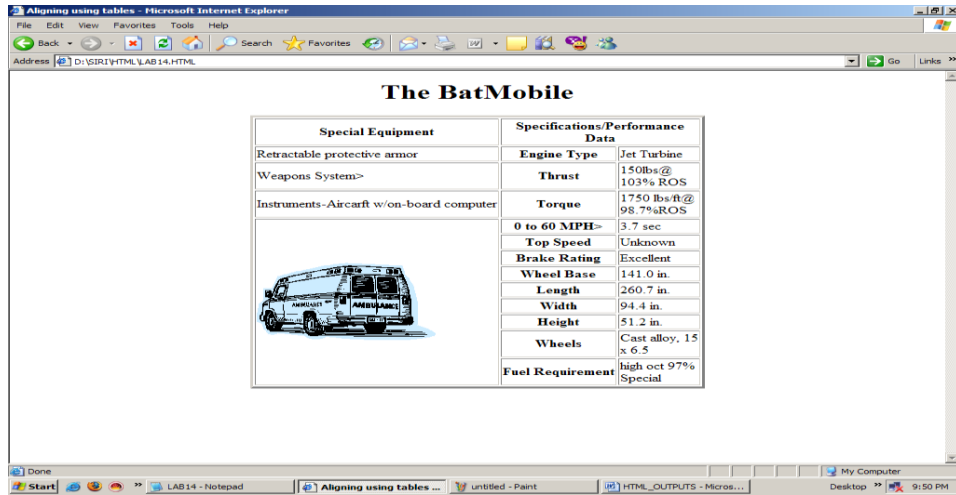 Aligning using tables - Microsoft Internet Explorer
File Edit View Favorites Tools Help
Back Search Favorites
Address D:\SIRI\HTML\LAB14.HTML Go Links »
The BatMobile
Special Equipment
Specifications/Performance
Data
Retractable protective armor
Engine Type Jet Turbine
Weapons System>
Thrust 150lbs@
103% ROS
Instruments-Aircarft w/on-board computer
Torque 1750 lbs/ft@
98.7%ROS
0 to 60 MPH> 3.7 sec
Top Speed Unknown
Brake Rating Excellent
Wheel Base 141.0 in.
Length 260.7 in.
Width 94.4 in.
Height 51.2 in.
Wheels Cast alloy, 15
x 6.5
Fuel Requirement high oct 97%
Special
AMBULANCE AMBULANCE
Done My Computer
Start » LAB14 - Notepad Aligning using tables ... untitled - Paint HTML_OUTPUTS - Micros... Desktop » 9:50 PM